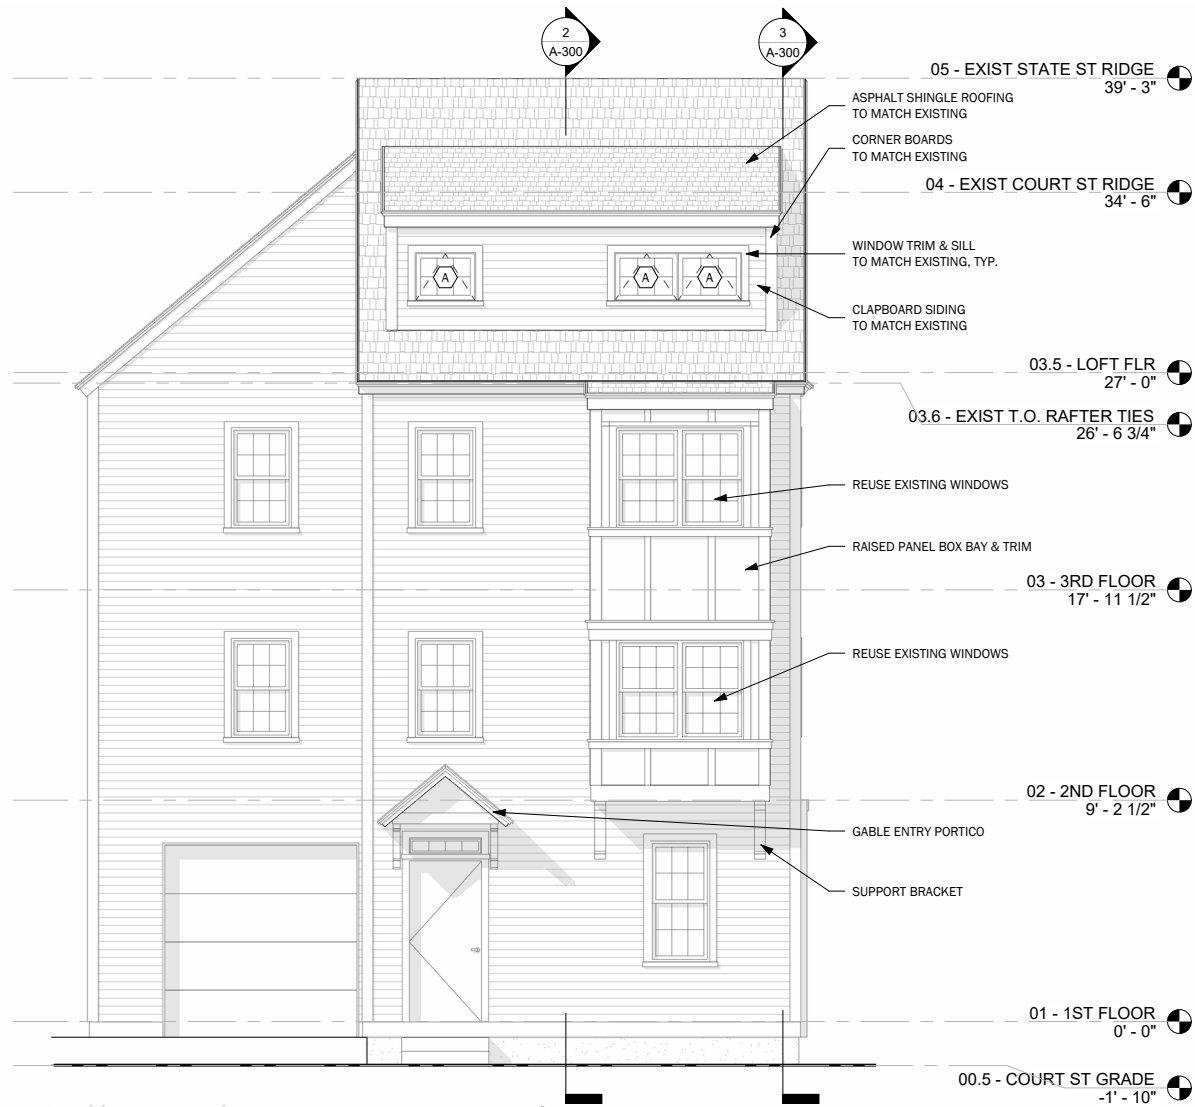 2
A-300
3
A-300
05 - EXIST STATE ST RIDGE
39' - 3"
ASPHALT SHINGLE ROOFING
TO MATCH EXISTING
CORNER BOARDS
TO MATCH EXISTING
04 - EXIST COURT ST RIDGE
34' - 6"
WINDOW TRIM & SILL
TO MATCH EXISTING, TYP.
A
A
A
CLAPBOARD SIDING
TO MATCH EXISTING
03.5 - LOFT FLR
27' - 0"
03.6 - EXIST T.O. RAFTER TIES
26' - 6 3/4"
REUSE EXISTING WINDOWS
RAISED PANEL BOX BAY & TRIM
03 - 3RD FLOOR
17' - 11 1/2"
REUSE EXISTING WINDOWS
02 - 2ND FLOOR
9' - 2 1/2"
GABLE ENTRY PORTICO
SUPPORT BRACKET
01 - 1ST FLOOR
0' - 0"
00.5 - COURT ST GRADE
-1' - 10"